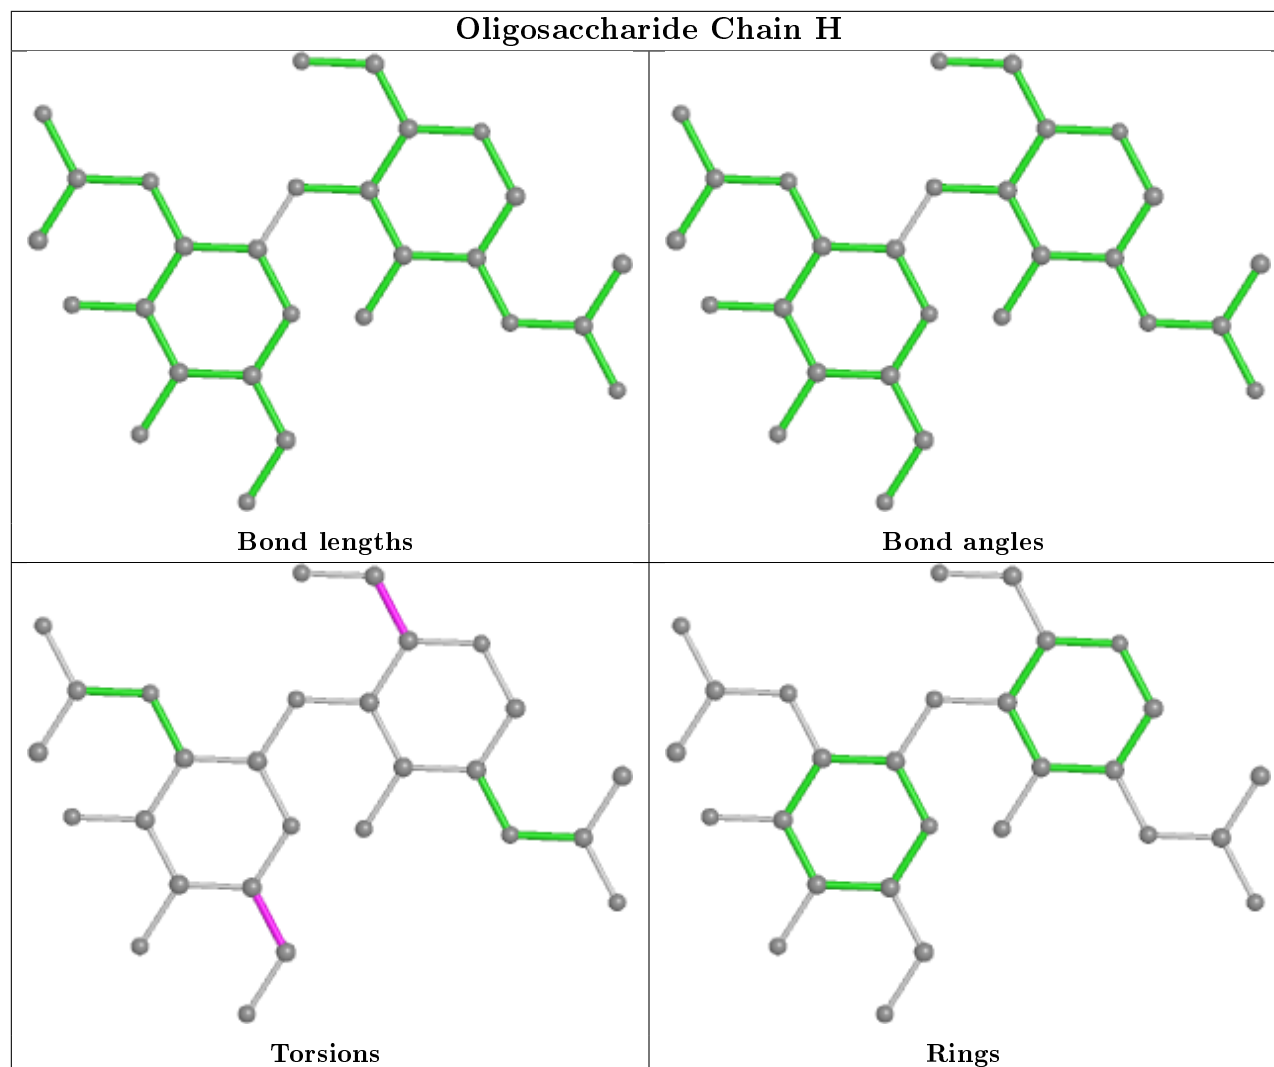 Oligosaccharide Chain H
Bond lengths
Bond angles
Torsions
Rings